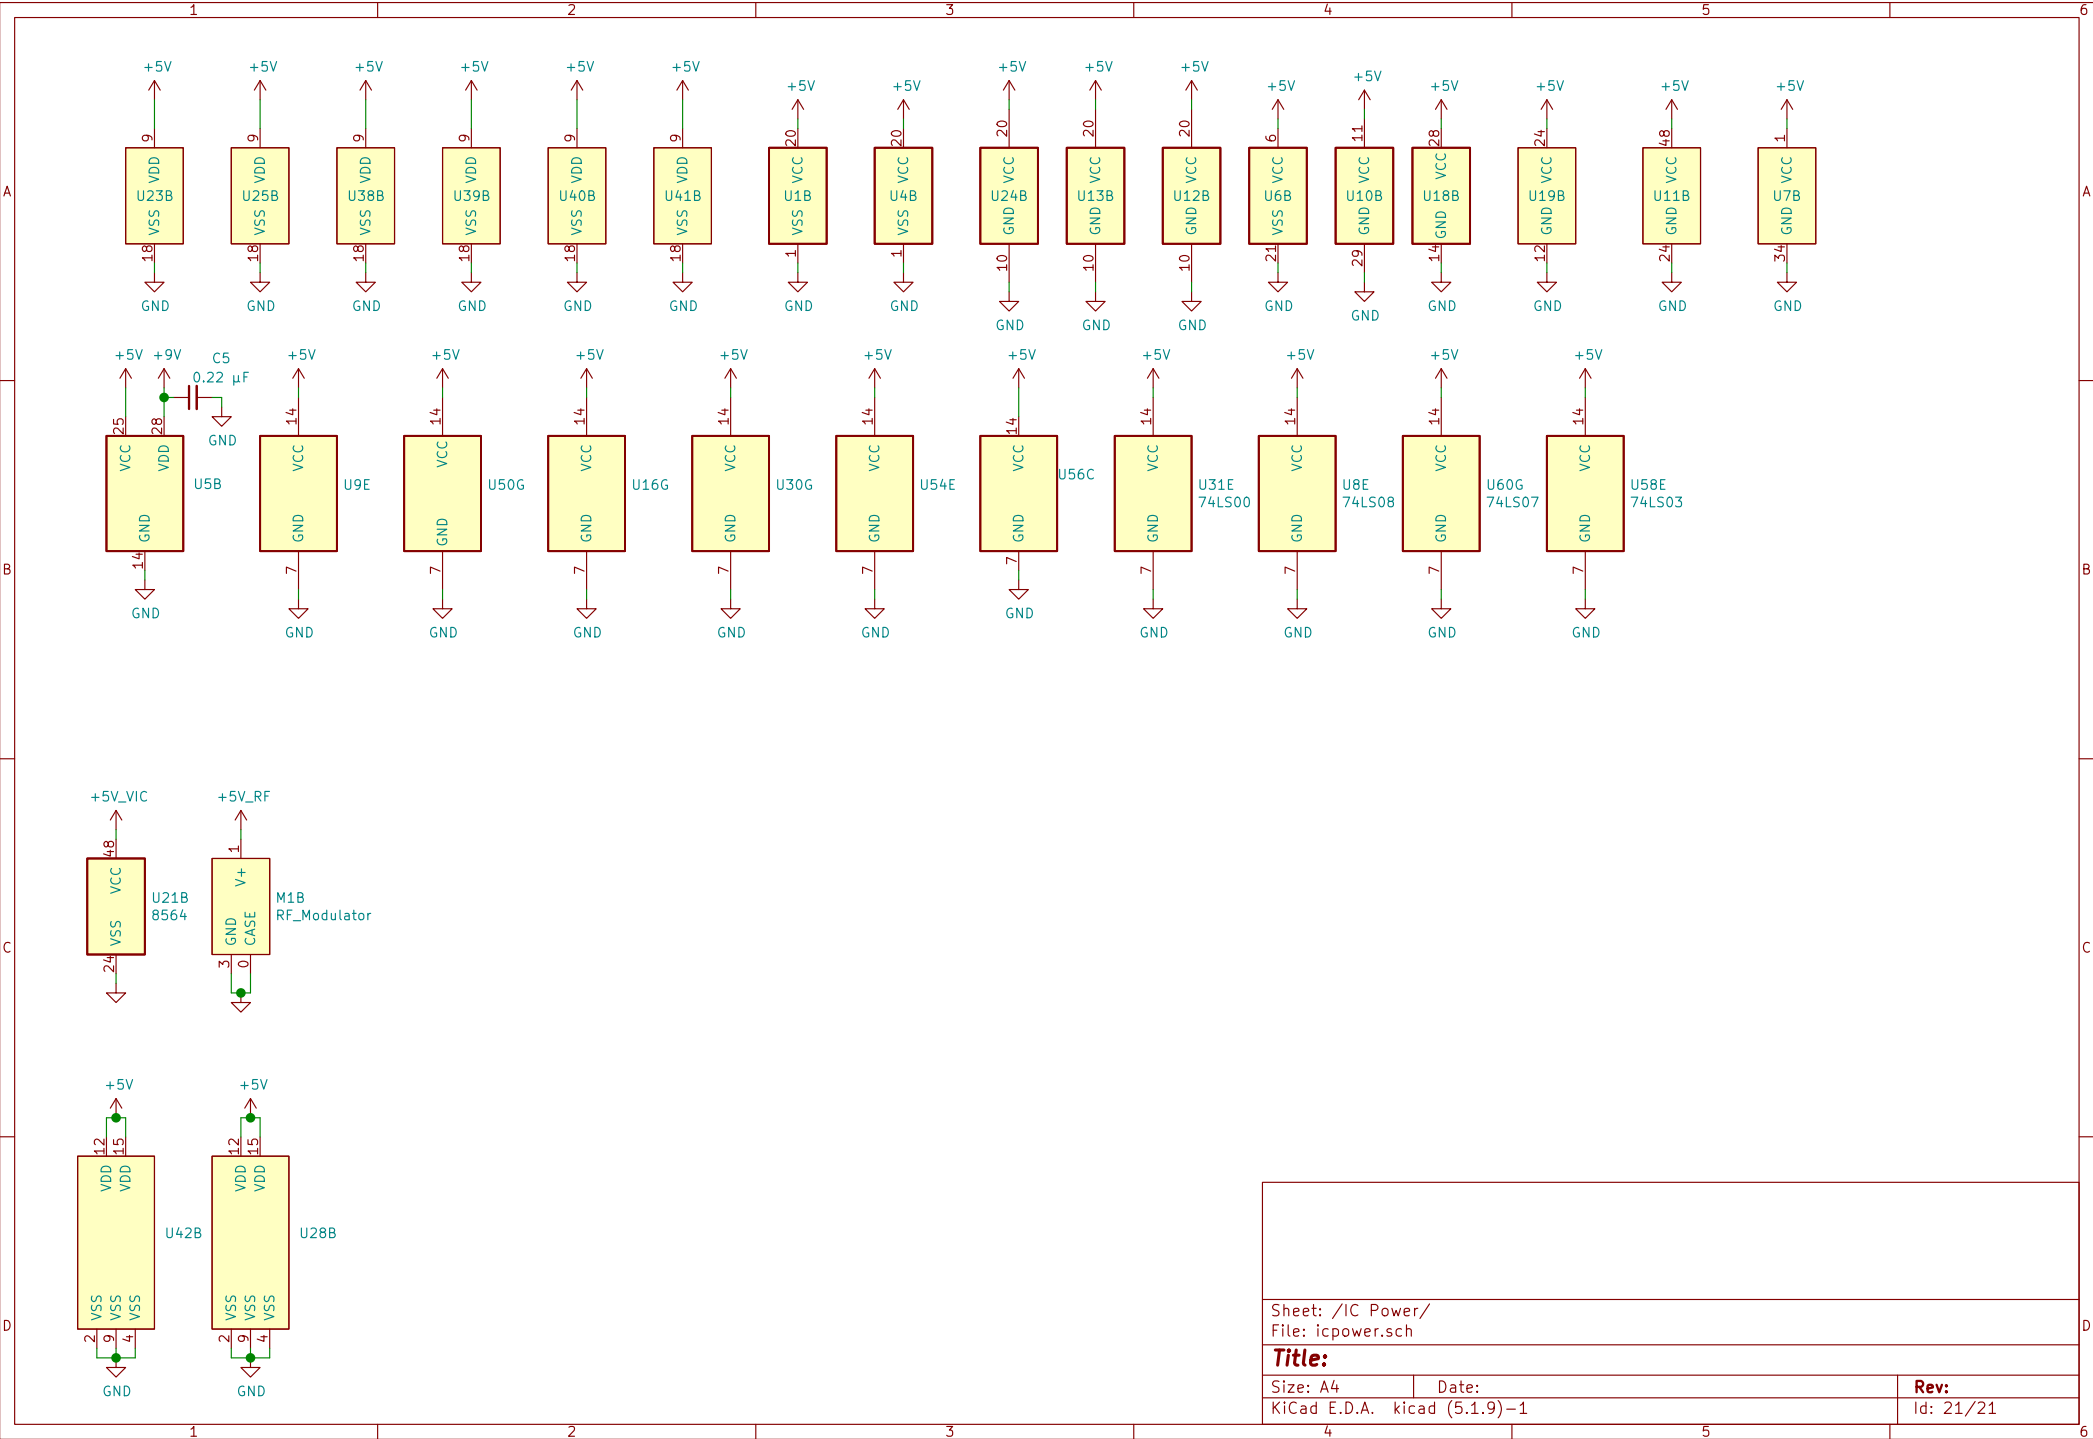 1 2 3 4 5 6
+5V +5V +5V +5V +5V +5V +5V +5V +5V +5V +5V +5V +5V +5V +5V +5V +5V
9 9 9 9 9 9 20 20 20 20 20 6 11 28 24 48 1
VDD VDD VDD VDD VDD VDD VCC VCC VCC VCC VCC VCC VCC VCC VCC VCC VCC
A U23B U25B U38B U39B U40B U41B U1B U4B U24B U13B U12B U6B U10B U18B U19B U11B U7B A
VSS VSS VSS VSS VSS VSS VSS VSS GND GND GND VSS GND GND GND GND GND
18 18 18 18 18 18 1 1 10 10 10 21 29 14 12 24 34
GND GND GND GND GND GND GND GND GND GND GND GND GND GND GND GND GND
+5V +9V C5 +5V +5V +5V +5V +5V +5V +5V +5V +5V +5V
0.22 µF
GND
25 28 14 14 14 14 14 14 14 14 14 14
VCC VDD VCC VCC VCC VCC VCC VCC VCC VCC VCC VCC
U5B U9E U50G U16G U30G U54E U56C U31E U8E U60G U58E
74LS00 74LS08 74LS07 74LS03
GND GND GND GND GND GND GND GND GND GND GND
B 14 7 7 7 7 7 7 7 7 7 7 B
GND GND GND GND GND GND GND GND GND GND GND
+5V_VIC +5V_RF
48 1
VCC V+
U21B M1B
8564 RF_Modulator
VSS GND CASE
C 24 3 0 C
+5V +5V
12 15 12 15
VDD VDD VDD VDD
U42B U28B
VSS VSS VSS VSS VSS VSS
D 2 9 4 2 9 4 D
GND GND
Sheet: /IC Power/
File: icpower.sch
Title:
Size: A4 Date: Rev:
KiCad E.D.A. kicad (5.1.9)-1 Id: 21/21
1 2 3 4 5 6